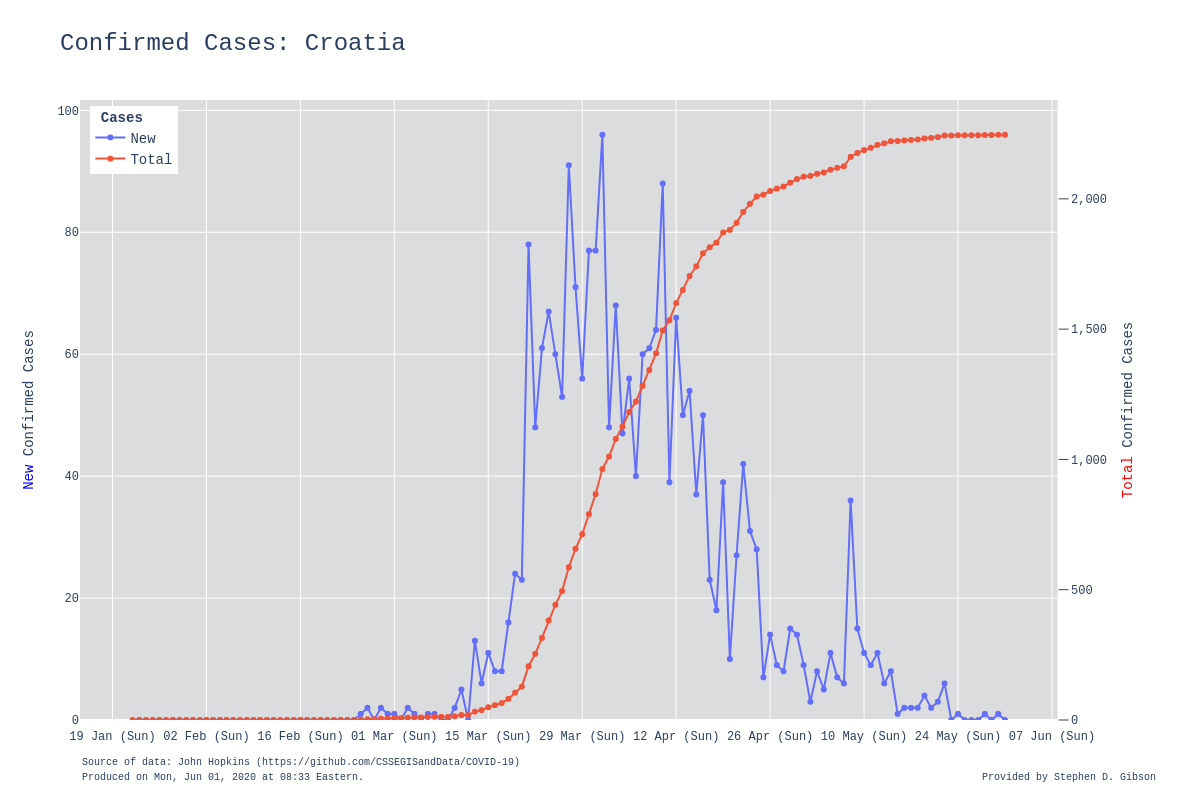 Confirmed Cases: Croatia
Cases
New
Total
100
80
60
40
20
0
New Confirmed Cases
2,000
1,500
1,000
500
0
Total Confirmed Cases
19 Jan (Sun) 02 Feb (Sun) 16 Feb (Sun) 01 Mar (Sun) 15 Mar (Sun) 29 Mar (Sun) 12 Apr (Sun) 26 Apr (Sun) 10 May (Sun) 24 May (Sun) 07 Jun (Sun)
Source of data: John Hopkins (https://github.com/CSSEGISandData/COVID-19)
Produced on Mon, Jun 01, 2020 at 08:33 Eastern.
Provided by Stephen D. Gibson